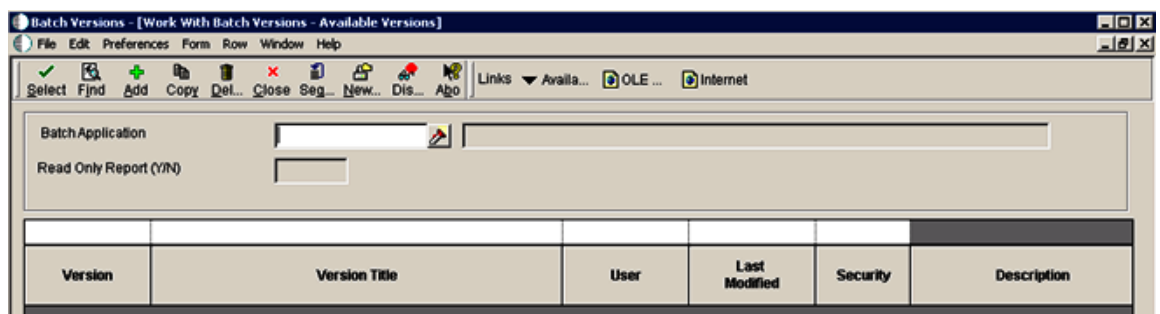 Batch Versions - [Work With Batch Versions - Available Versions]
File Edit Preferences Form Row Window Help
Select Find Add Copy Del... Close Seq... New... Dis... Abo Links Availa... OLE ... Internet
Batch Application
Read Only Report (Y/N)
Version Version Title User Last Modified Security Description